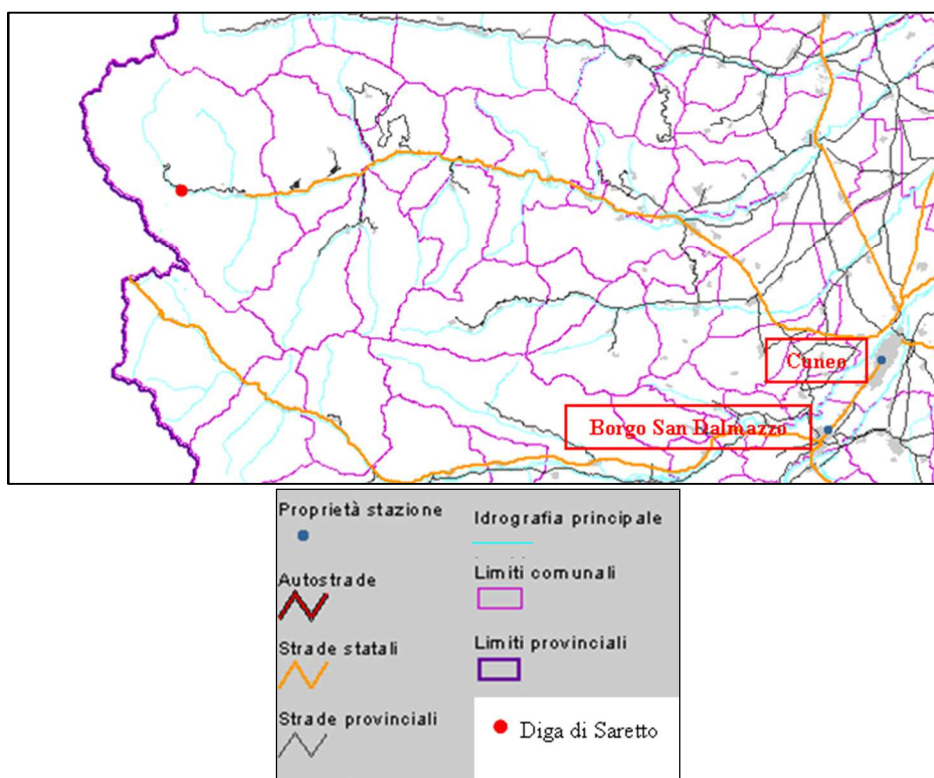 Cuneo
Borgo San Dalmazzo
Proprietà stazione
Idrografia principale
Autostrade
Limiti comunali
Strade statali
Limiti provinciali
Strade provinciali
Diga di Saretto